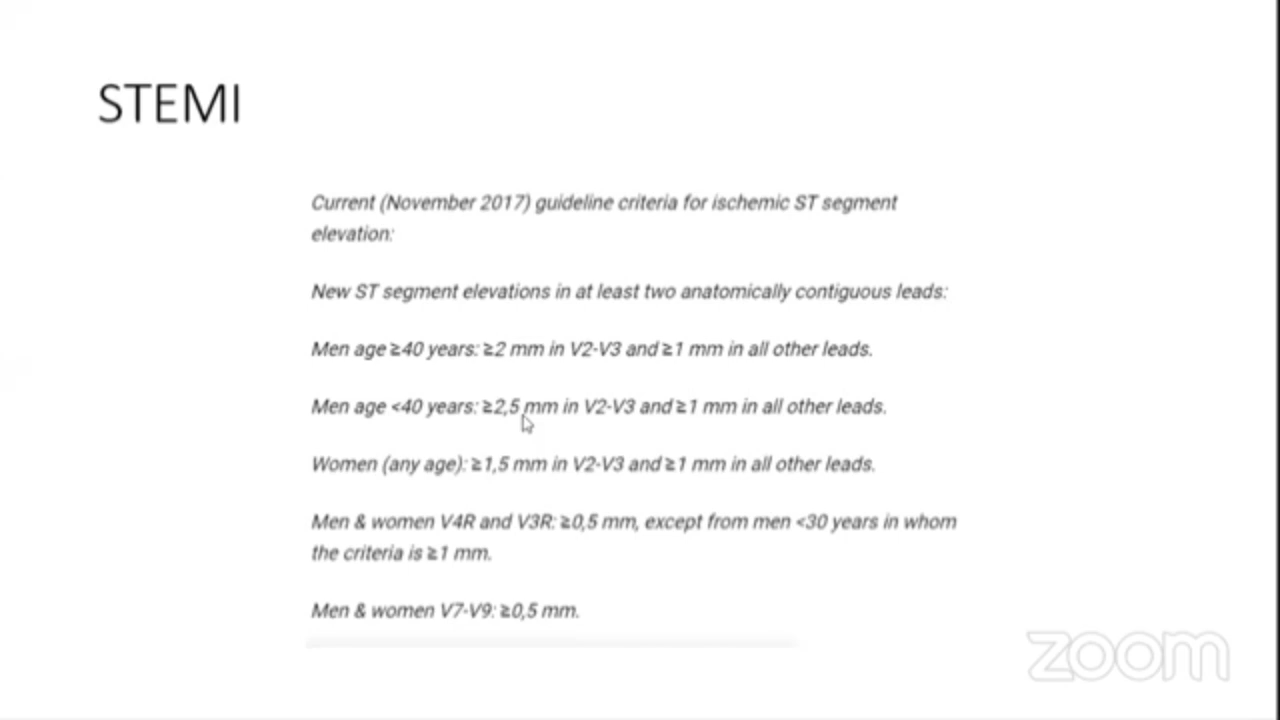 STEMI
Current (November 2017) guideline criteria for ischemic ST segment
elevation:
New ST segment elevations in at least two anatomically contiguous leads:
Men age ≥40 years: ≥2 mm in V2-V3 and ≥1 mm in all other leads.
Men age <40 years: ≥2,5 mm in V2-V3 and ≥1 mm in all other leads.
Women (any age): ≥1,5 mm in V2-V3 and ≥1 mm in all other leads.
Men & women V4R and V3R: ≥0,5 mm, except from men <30 years in whom
the criteria is ≥1 mm.
Men & women V7-V9: ≥0,5 mm.
zoom